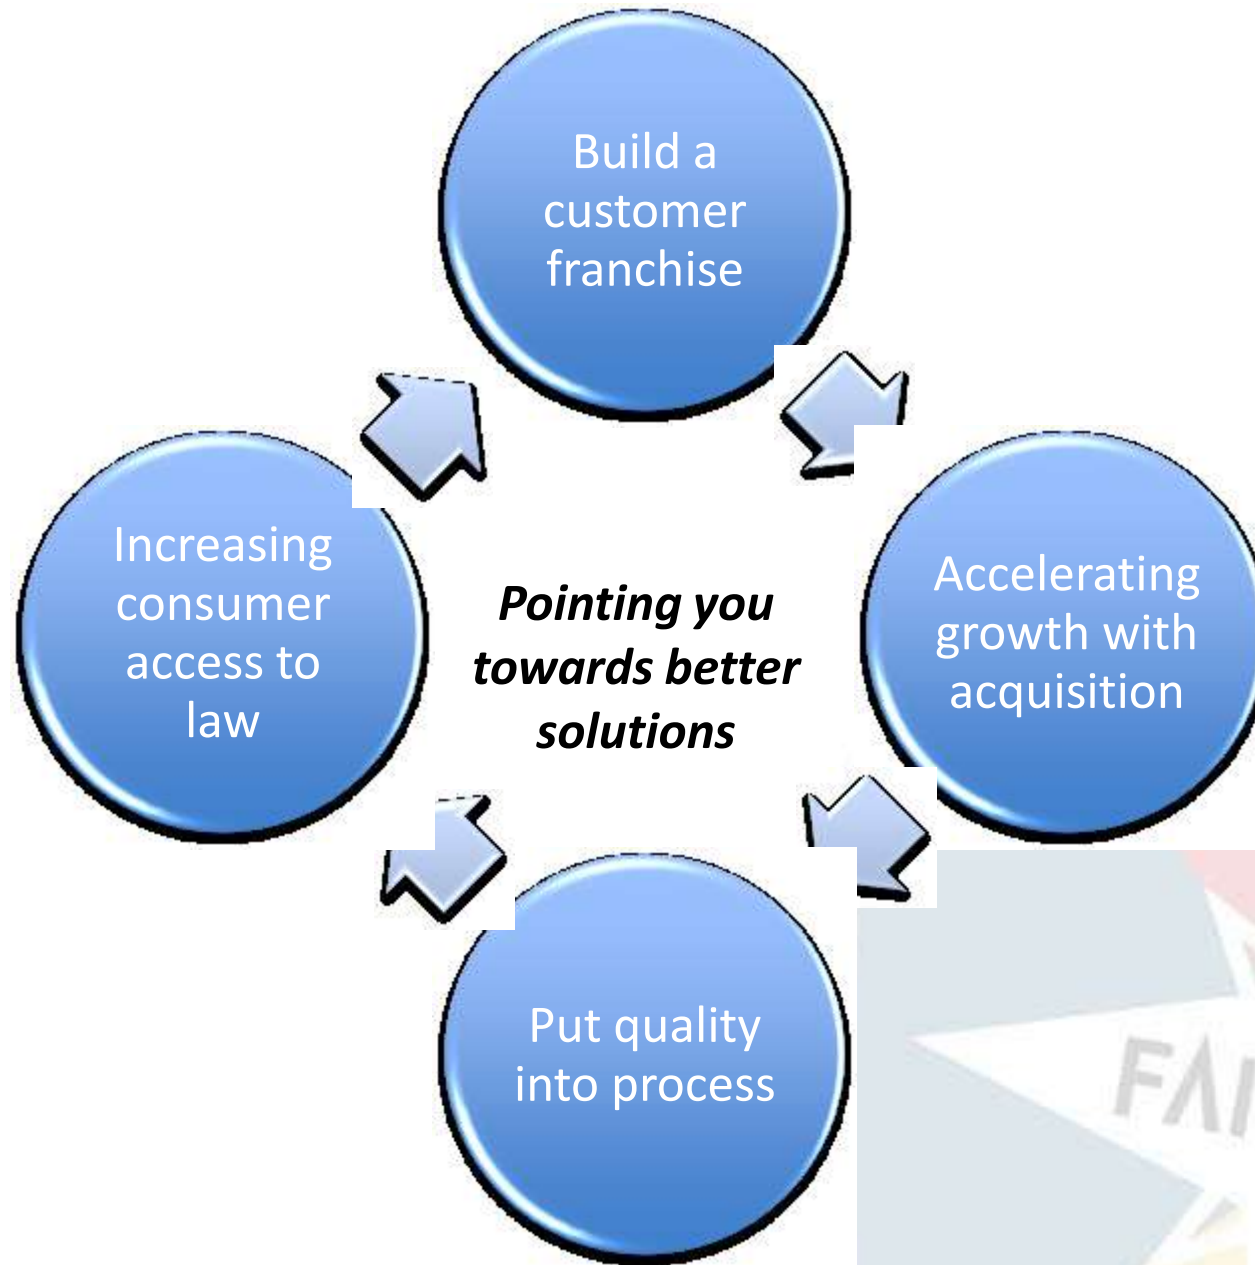 Build a
customer
franchise
Increasing
consumer
access to
law
Pointing you
towards better
solutions
Accelerating
growth with
acquisition
Put quality
into process